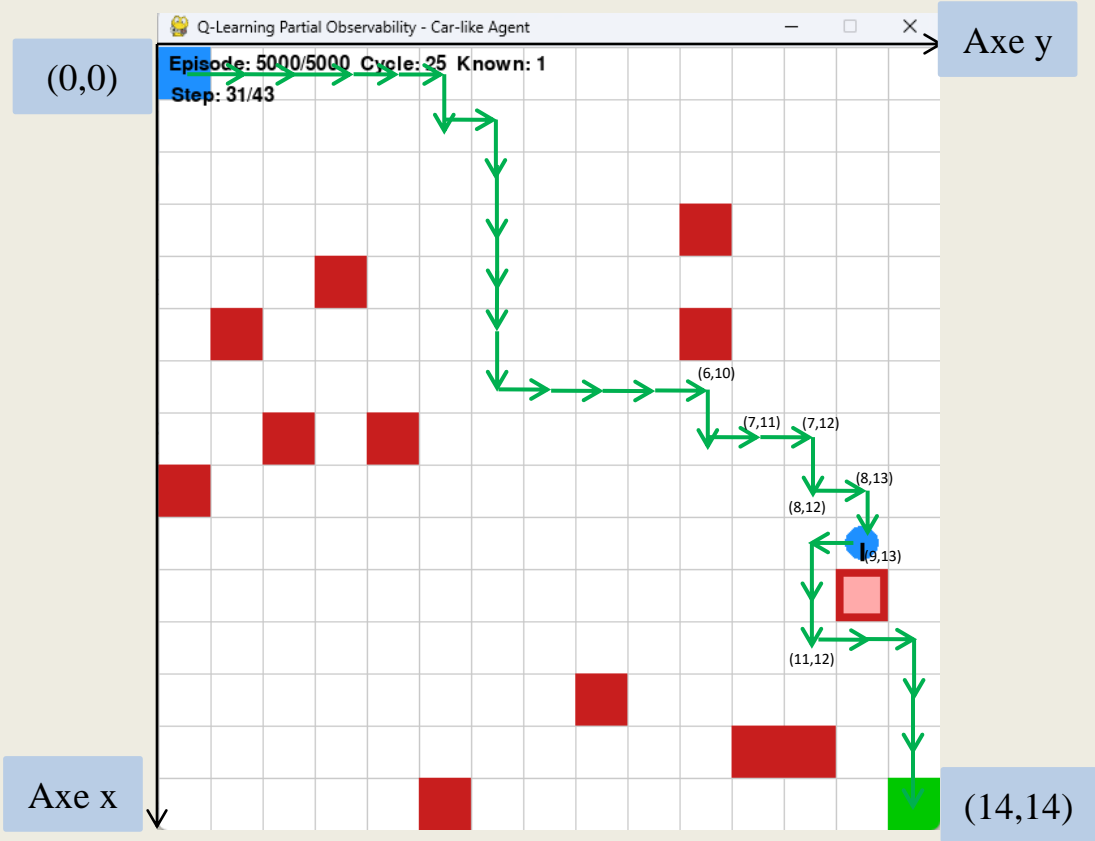 Q-Learning Partial Observability - Car-like Agent
Axe y
(0,0)
Episode: 5000/5000 Cycle: 25 Known: 1
Step: 31/43
(6,10)
(7,11)
(7,12)
(8,13)
(8,12)
(9,13)
(11,12)
Axe x
(14,14)